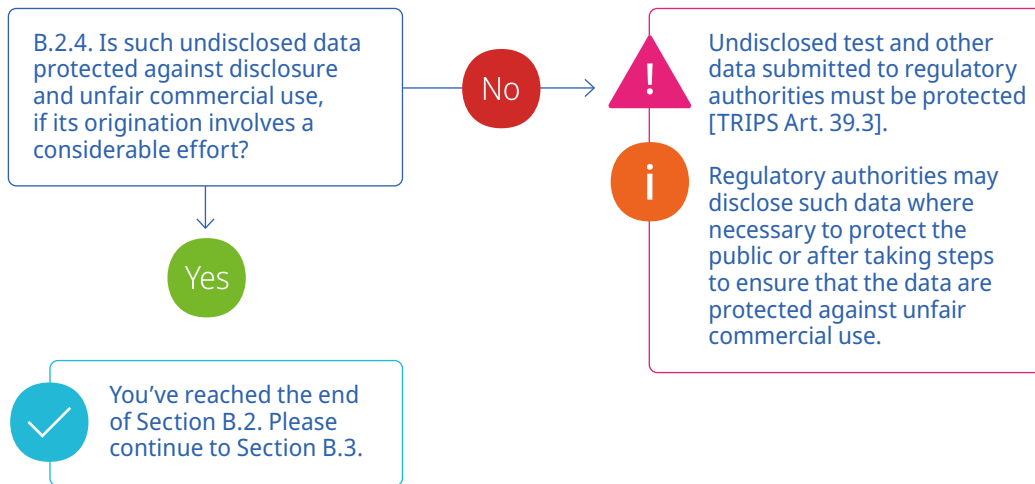 B.2.4. Is such undisclosed data
protected against disclosure
and unfair commercial use,
if its origination involves a
considerable effort?
No
!
Undisclosed test and other
data submitted to regulatory
authorities must be protected
[TRIPS Art. 39.3].
i
Regulatory authorities may
disclose such data where
necessary to protect the
public or after taking steps
to ensure that the data are
protected against unfair
commercial use.
Yes
You’ve reached the end
of Section B.2. Please
continue to Section B.3.